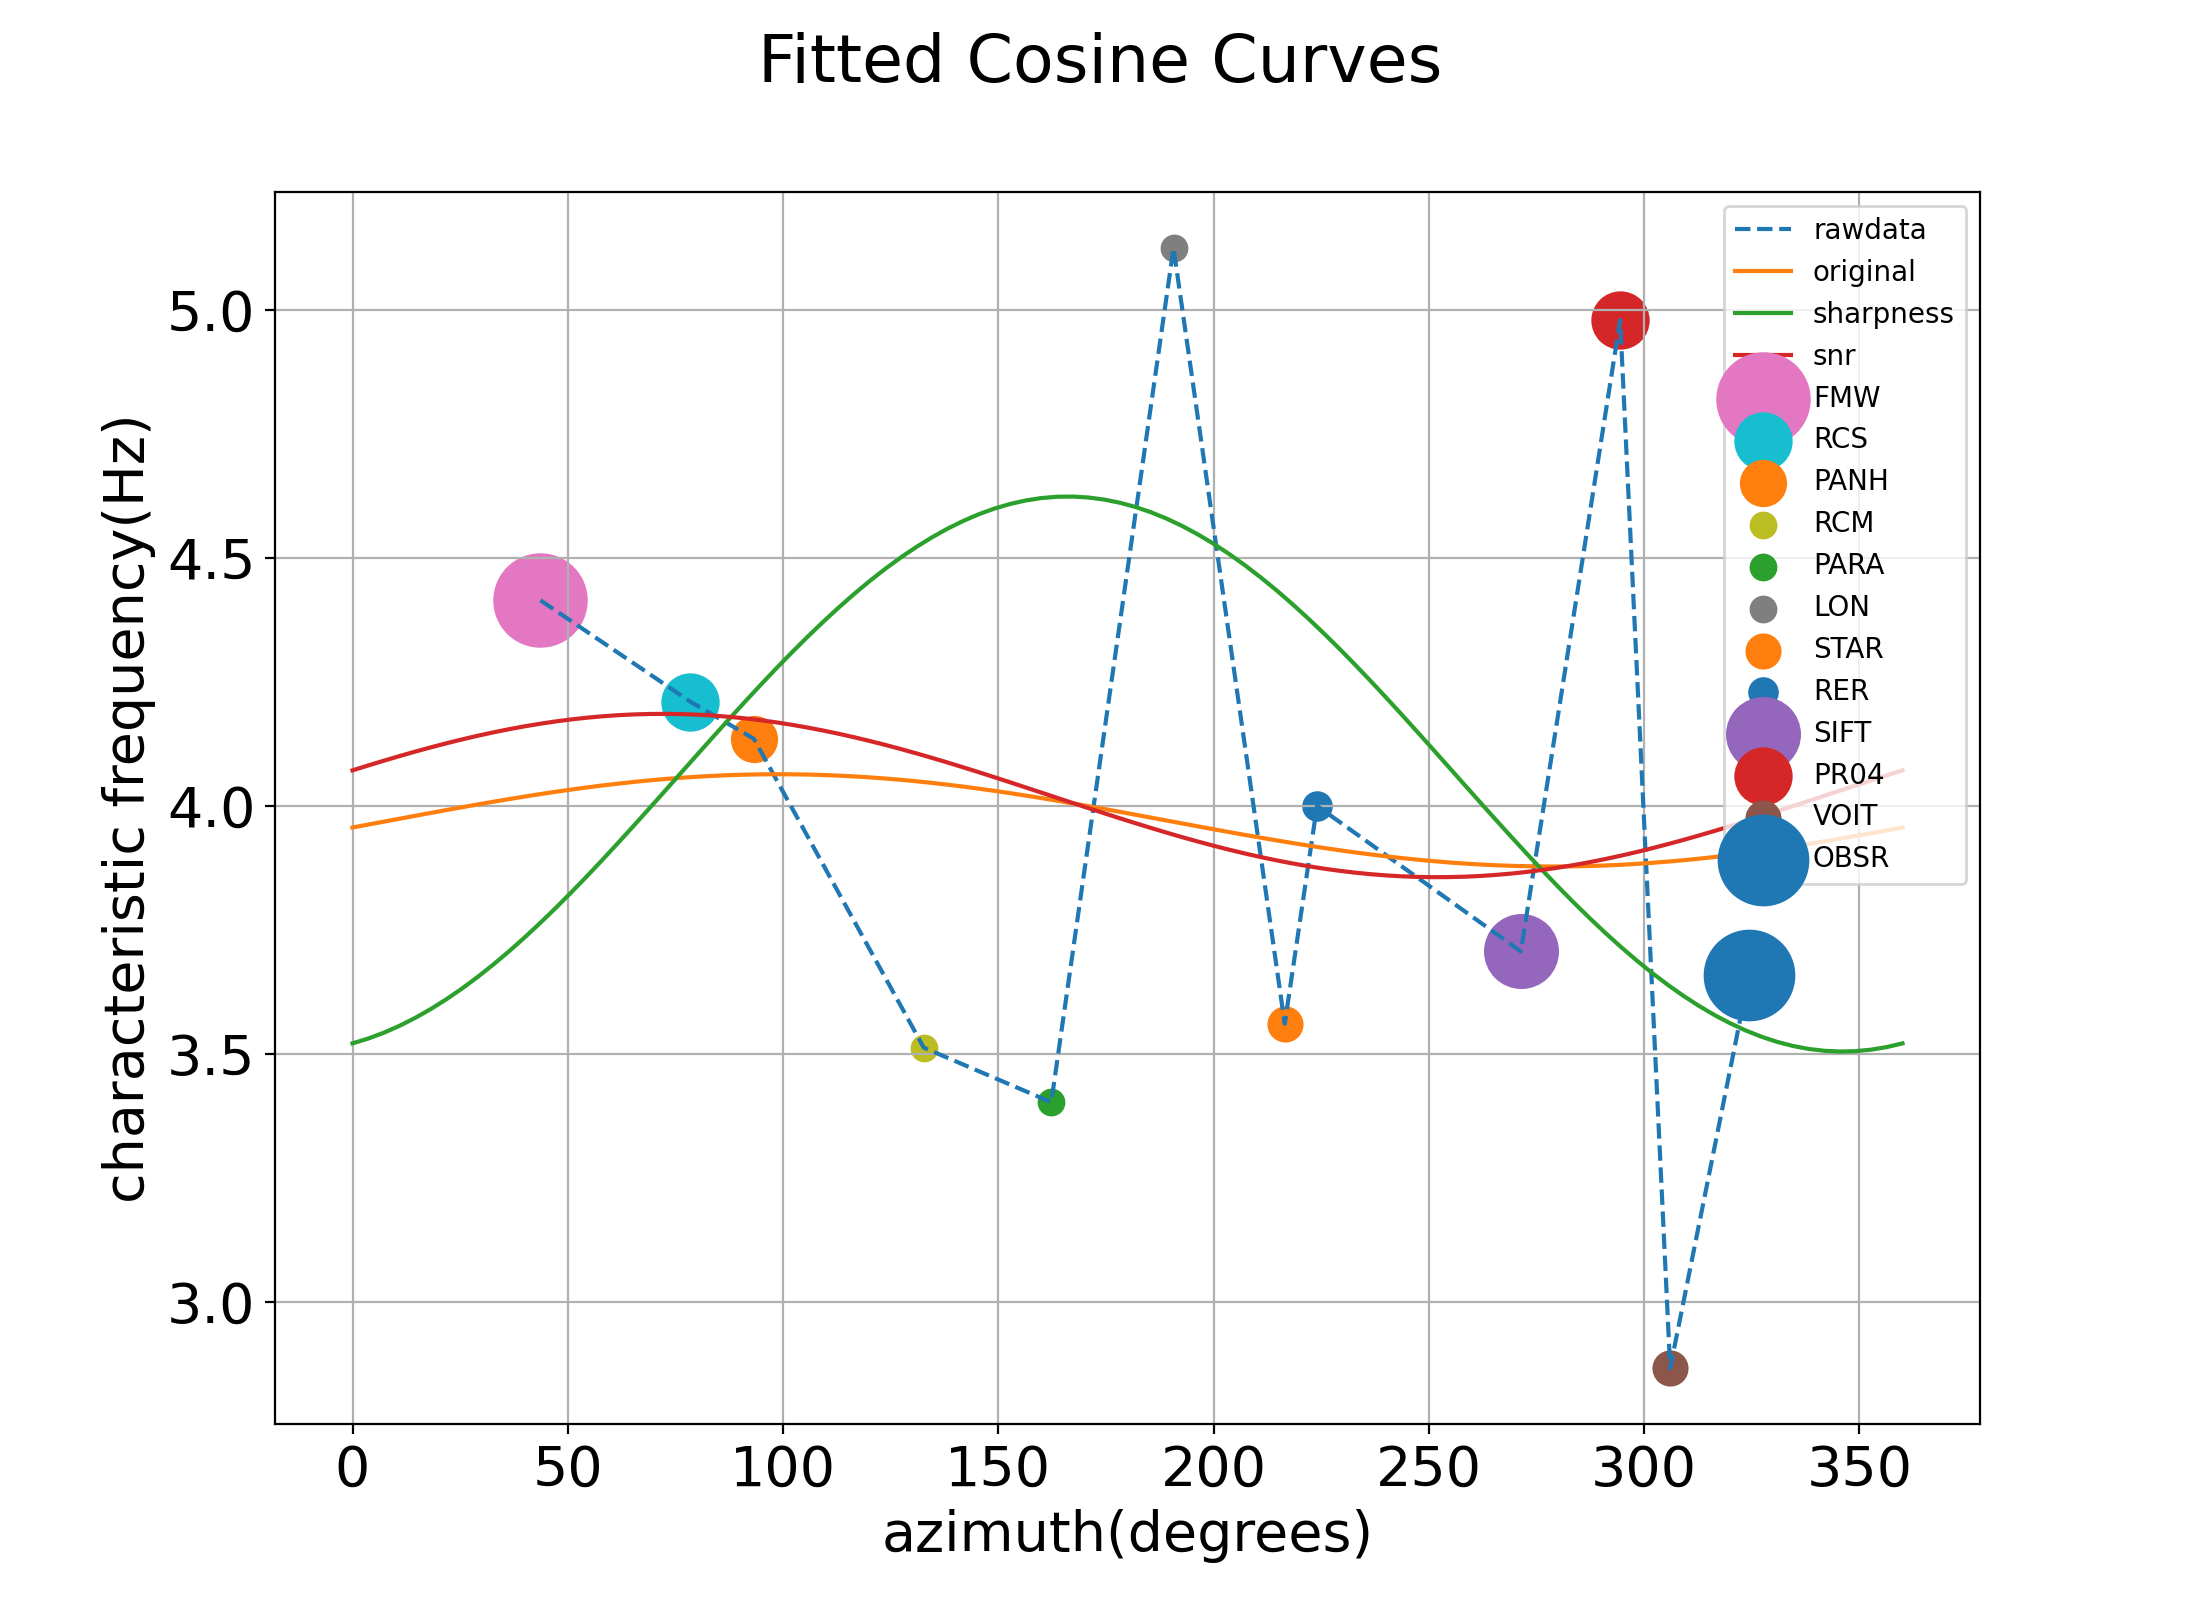 Fitted Cosine Curves
rawdata
original
sharpness
snr
FMW
RCS
PANH
RCM
PARA
LON
STAR
RER
SIFT
PR04
VOIT
OBSR
characteristic frequency(Hz)
5.0
4.5
4.0
3.5
3.0
0 50 100 150 200 250 300 350
azimuth(degrees)